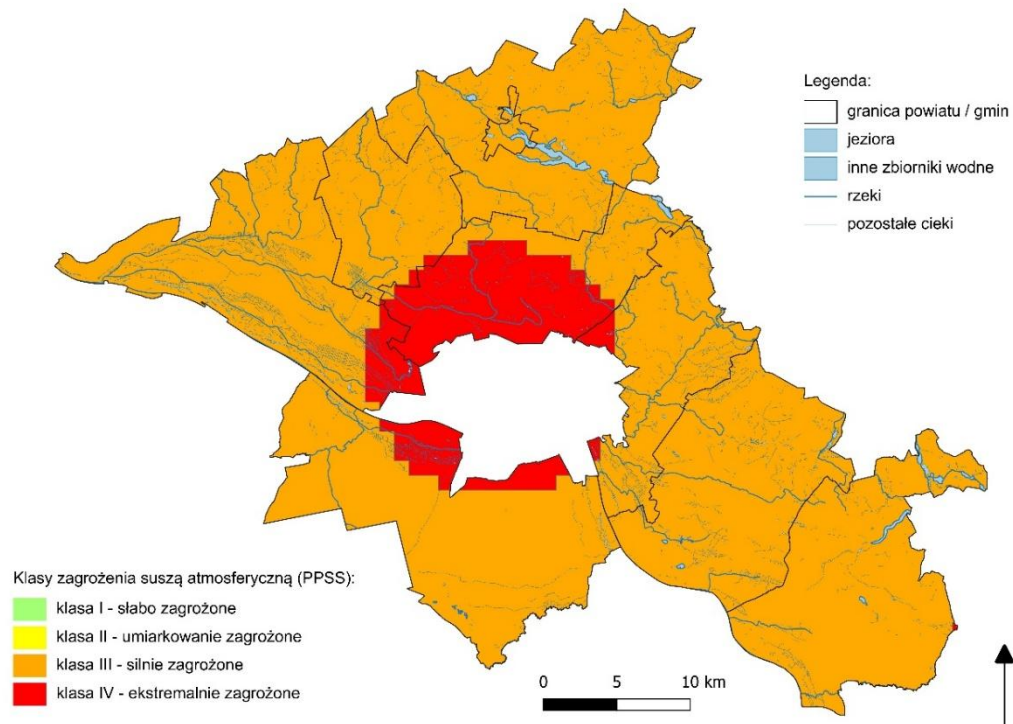 Legenda:
granica powiatu / gmin
jeziora
inne zbiorniki wodne
rzeki
pozostałe cieki
Klasy zagrożenia suszą atmosferyczną (PPSS):
klasa I - słabo zagrożone
klasa II - umiarkowanie zagrożone
klasa III - silnie zagrożone
klasa IV - ekstremalnie zagrożone
0 5 10 km